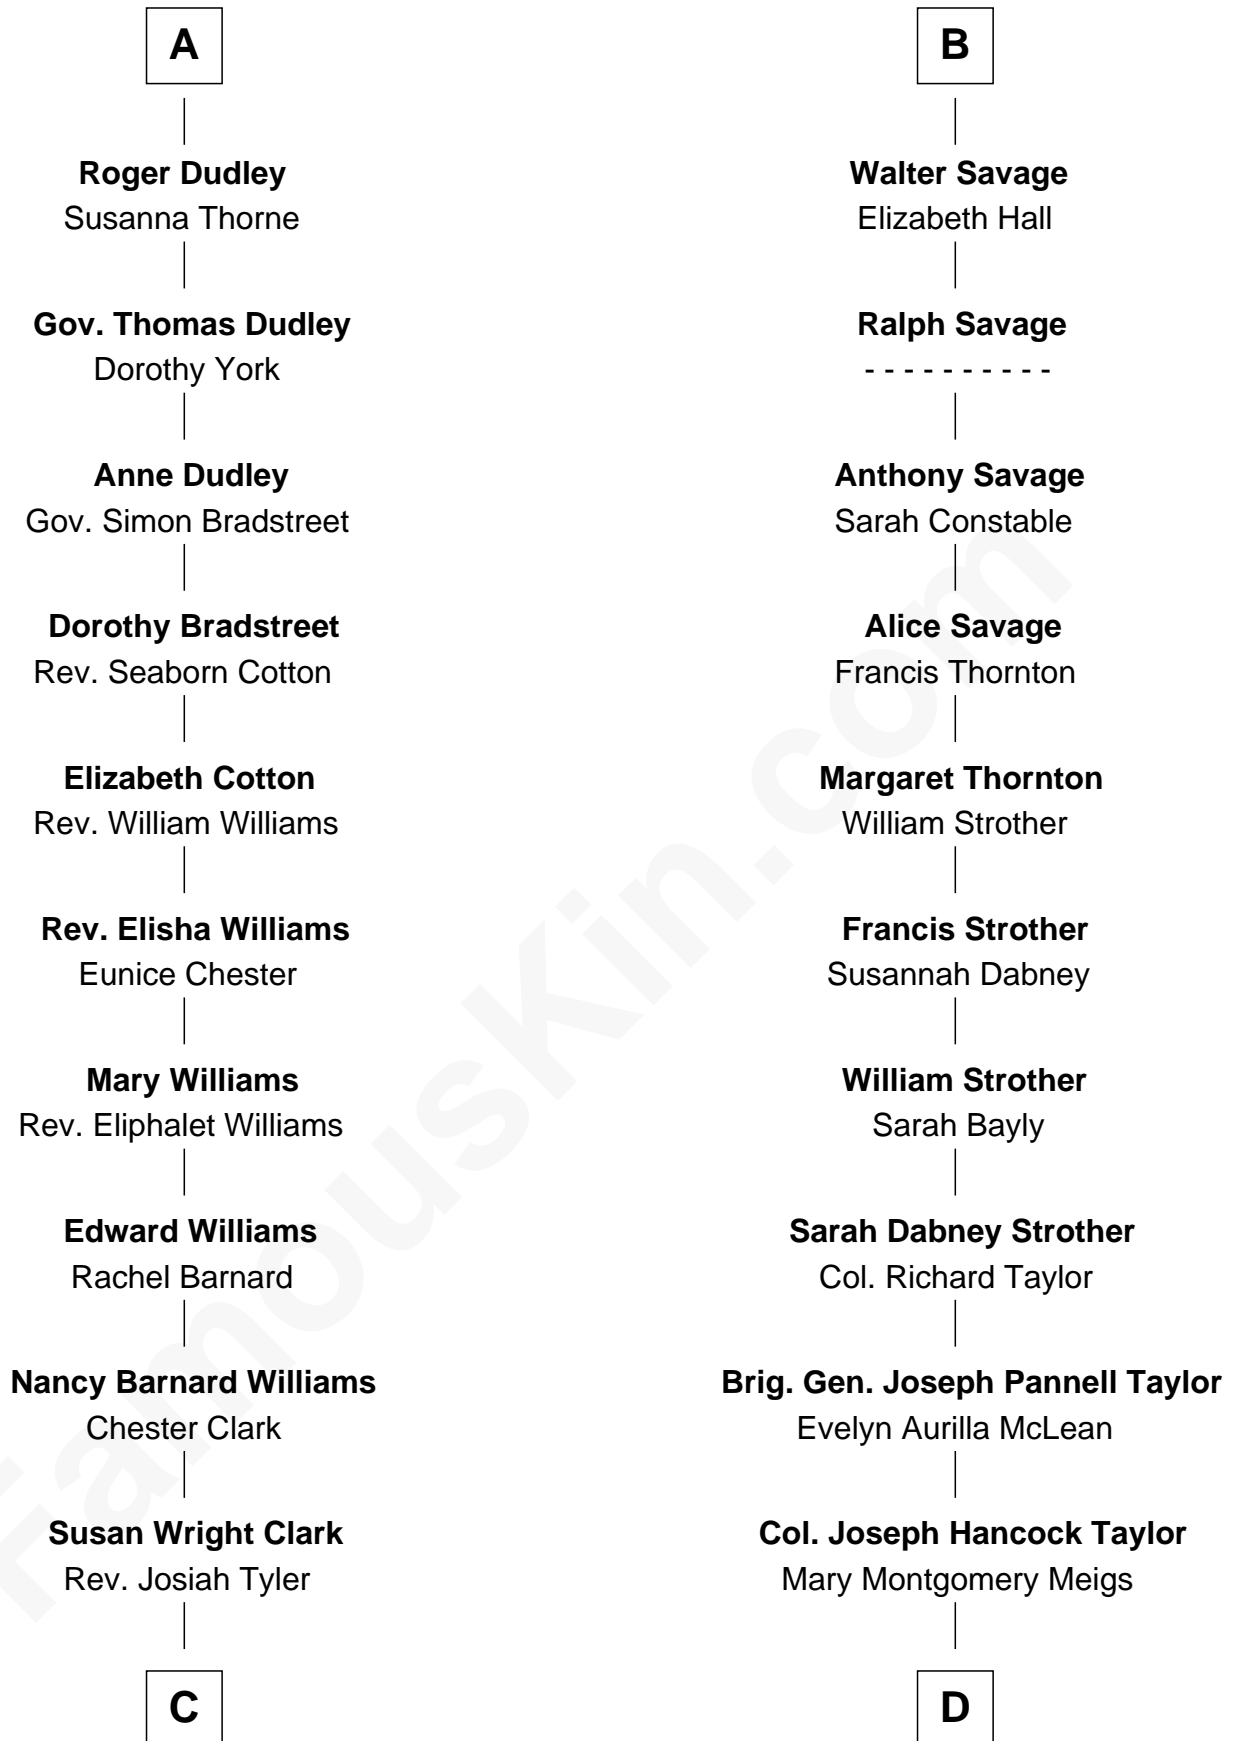 A
Roger Dudley
Susanna Thorne
Gov. Thomas Dudley
Dorothy York
Anne Dudley
Gov. Simon Bradstreet
Dorothy Bradstreet
Rev. Seaborn Cotton
Elizabeth Cotton
Rev. William Williams
Rev. Elisha Williams
Eunice Chester
Mary Williams
Rev. Eliphalet Williams
Edward Williams
Rachel Barnard
Nancy Barnard Williams
Chester Clark
Susan Wright Clark
Rev. Josiah Tyler
C
B
Walter Savage
Elizabeth Hall
Ralph Savage
- - - - - - - - - -
Anthony Savage
Sarah Constable
Alice Savage
Francis Thornton
Margaret Thornton
William Strother
Francis Strother
Susannah Dabney
William Strother
Sarah Bayly
Sarah Dabney Strother
Col. Richard Taylor
Brig. Gen. Joseph Pannell Taylor
Evelyn Aurilla McLean
Col. Joseph Hancock Taylor
Mary Montgomery Meigs
D
FamousKin.com